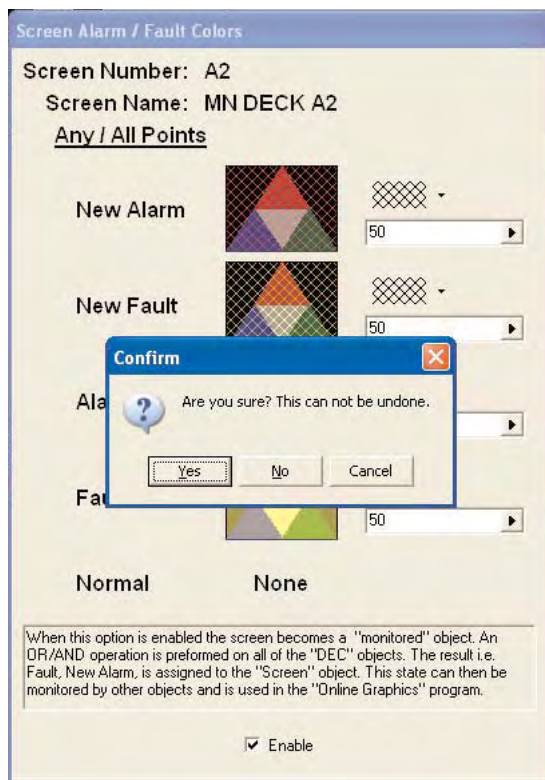 Screen Alarm / Fault Colors
Screen Number: A2
Screen Name: MN DECK A2
Any / All Points
New Alarm
50
New Fault
50
Confirm
Are you sure? This can not be undone.
Yes No Cancel
50
Normal None
When this option is enabled the screen becomes a "monitored" object. An
OR/AND operation is preformed on all of the "DEC" objects. The result i.e.
Fault, New Alarm, is assigned to the "Screen" object. This state can then be
monitored by other objects and is used in the "Online Graphics" program.
Enable